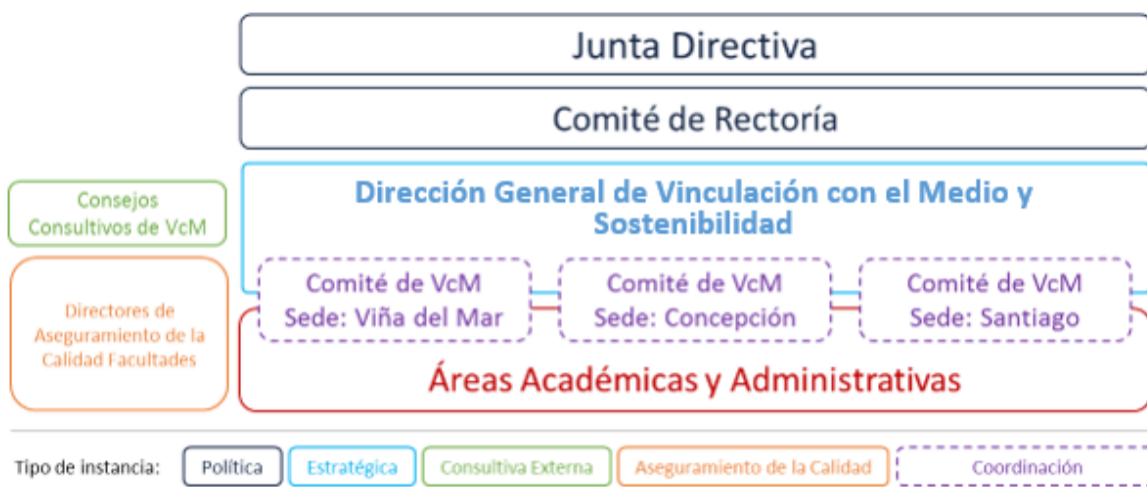 Junta Directiva
Comité de Rectoría
Consejos
Consultivos de VcM
Dirección General de Vinculación con el Medio y
Sostenibilidad
Directores de
Aseguramiento de la
Calidad Facultades
Comité de VcM
Sede: Viña del Mar
Comité de VcM
Sede: Concepción
Comité de VcM
Sede: Santiago
Áreas Académicas y Administrativas
Tipo de instancia:
Política
Estratégica
Consultiva Externa
Aseguramiento de la Calidad
Coordinación